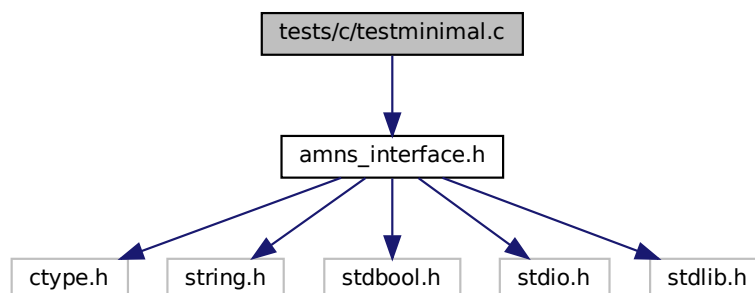 tests/c/testminimal.c
amns_interface.h
ctype.h
string.h
stdbool.h
stdio.h
stdlib.h